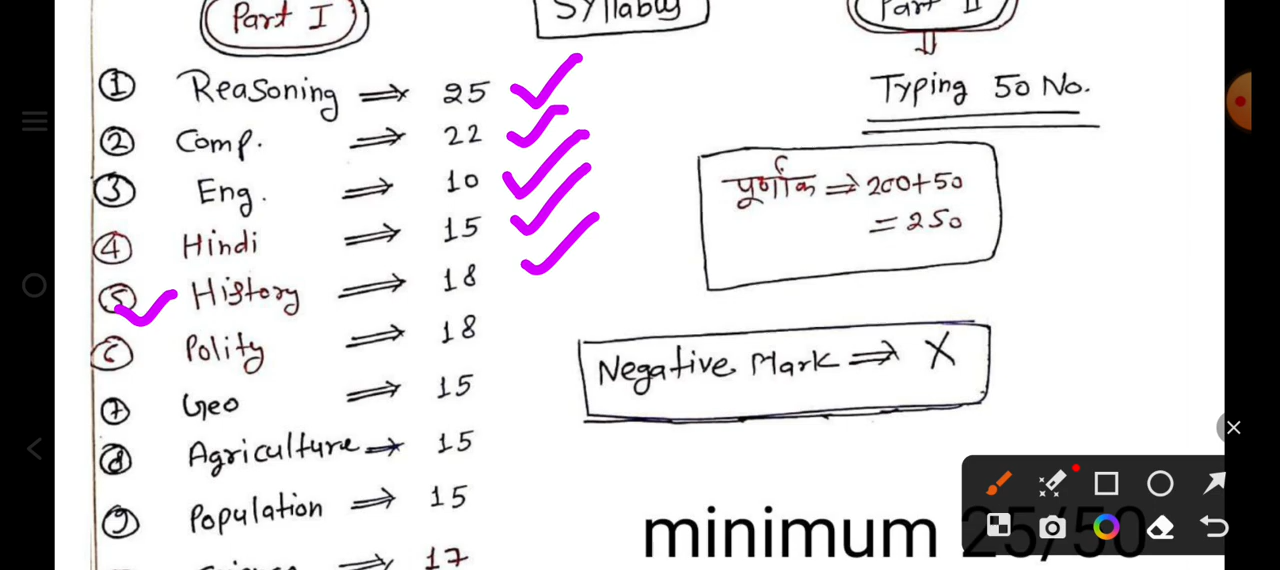 Part I
Syllabus
Part II
① Reasoning ⇒ 25
② Comp. ⇒ 22
③ Eng. ⇒ 10
④ Hindi ⇒ 15
⑤ History ⇒ 18
⑥ Polity ⇒ 18
⑦ Geo ⇒ 15
⑧ Agriculture → 15
⑨ Population ⇒ 15
⇒ 17
Typing 50 No.
पूर्णांक ⇒ 200+50
= 250
Negative Mark ⇒ X
minimum 25/50